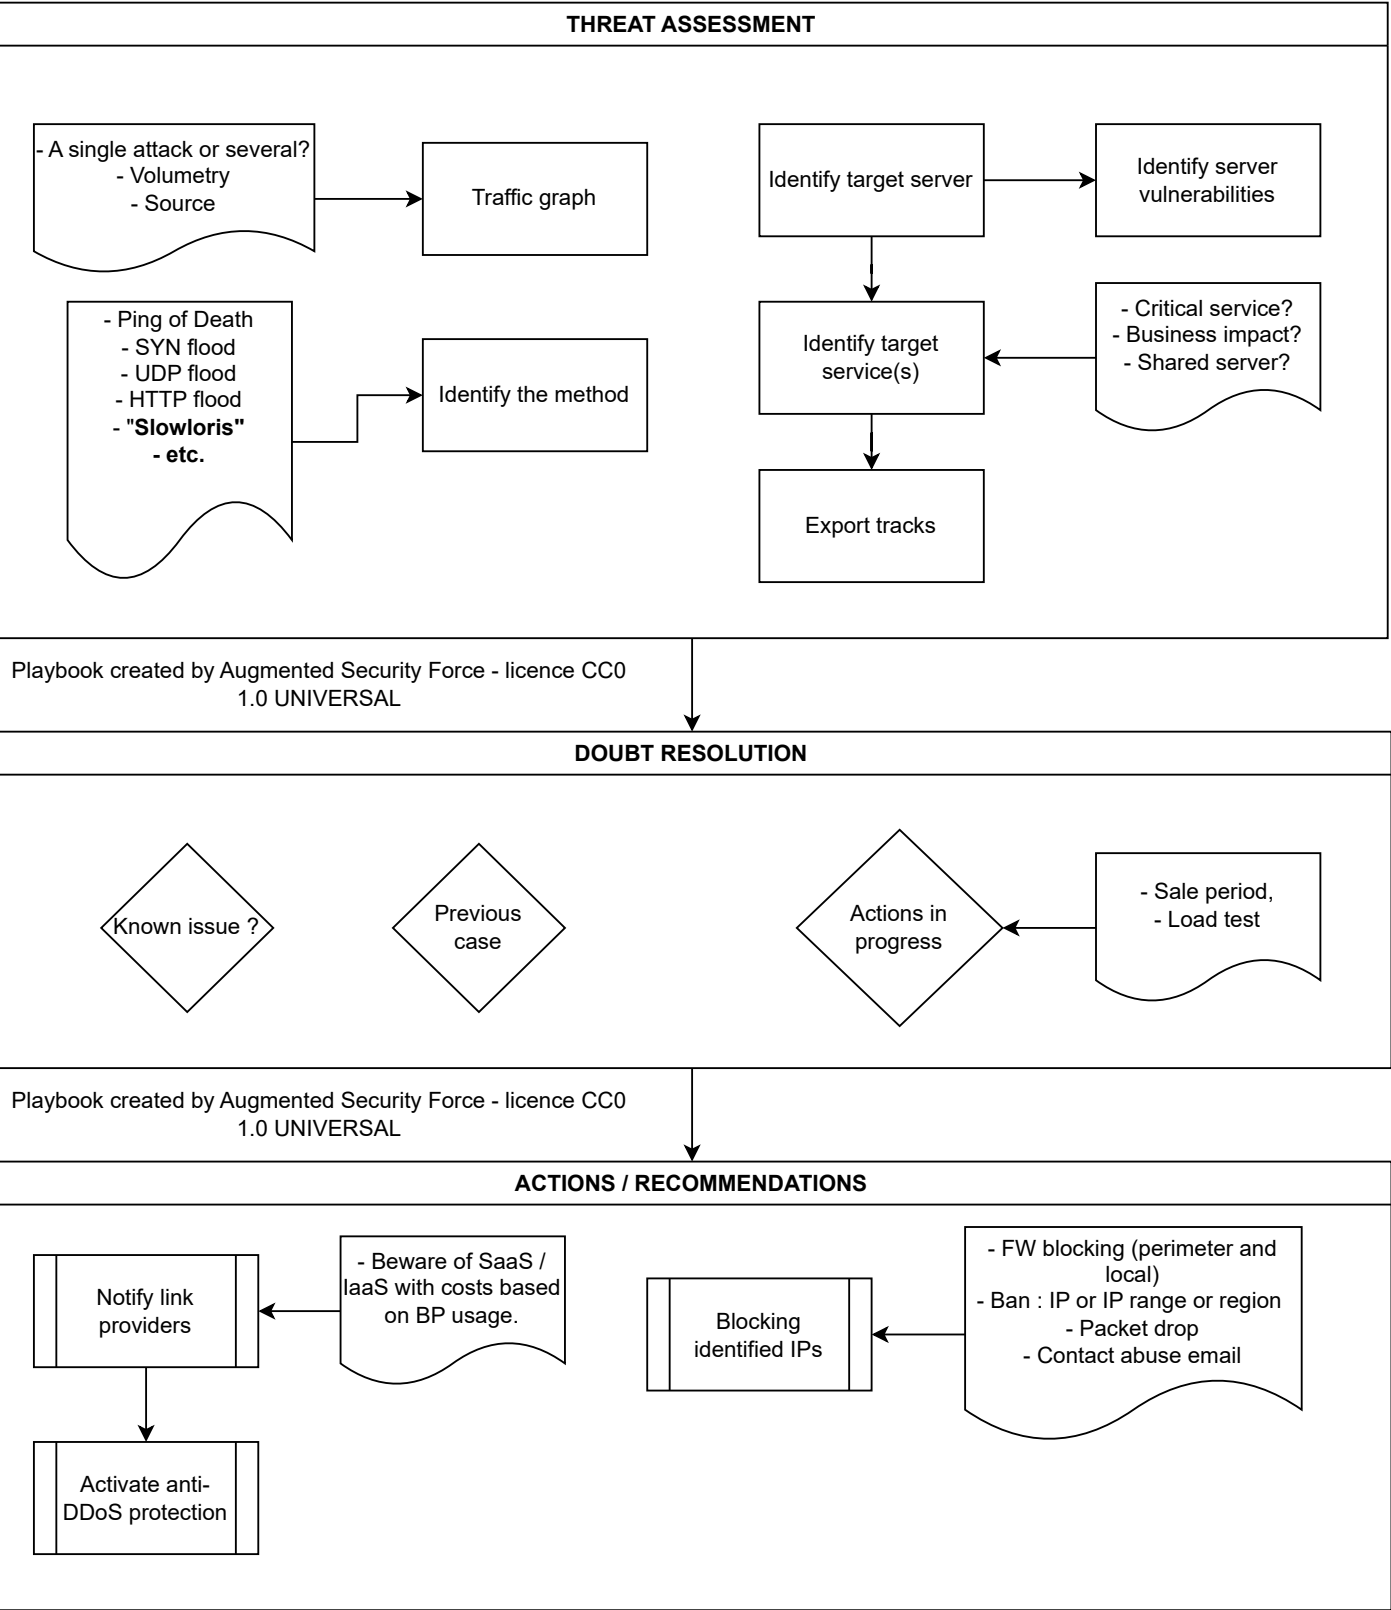 THREAT ASSESSMENT
- A single attack or several?
- Volumetry
- Source
Traffic graph
Identify target server
Identify server
vulnerabilities
- Ping of Death
- SYN flood
- UDP flood
- HTTP flood
- "Slowloris"
- etc.
Identify the method
Identify target
service(s)
- Critical service?
- Business impact?
- Shared server?
Export tracks
Playbook created by Augmented Security Force - licence CC0
1.0 UNIVERSAL
DOUBT RESOLUTION
Known issue ?
Previous
case
Actions in
progress
- Sale period,
- Load test
Playbook created by Augmented Security Force - licence CC0
1.0 UNIVERSAL
ACTIONS / RECOMMENDATIONS
Notify link
providers
- Beware of SaaS /
IaaS with costs based
on BP usage.
Blocking
identified IPs
- FW blocking (perimeter and
local)
- Ban : IP or IP range or region
- Packet drop
- Contact abuse email
Activate anti-
DDoS protection